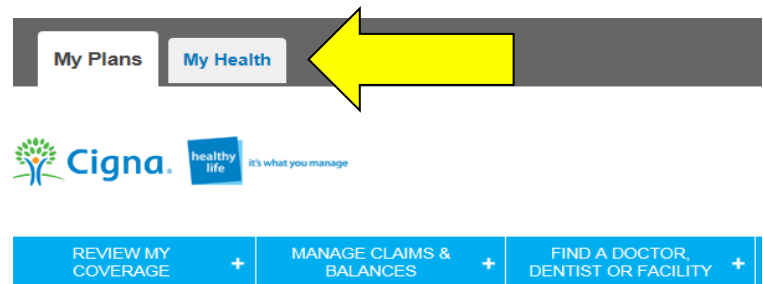 My Plans My Health
Cigna. healthy life it's what you manage
REVIEW MY COVERAGE + MANAGE CLAIMS & BALANCES + FIND A DOCTOR, DENTIST OR FACILITY +